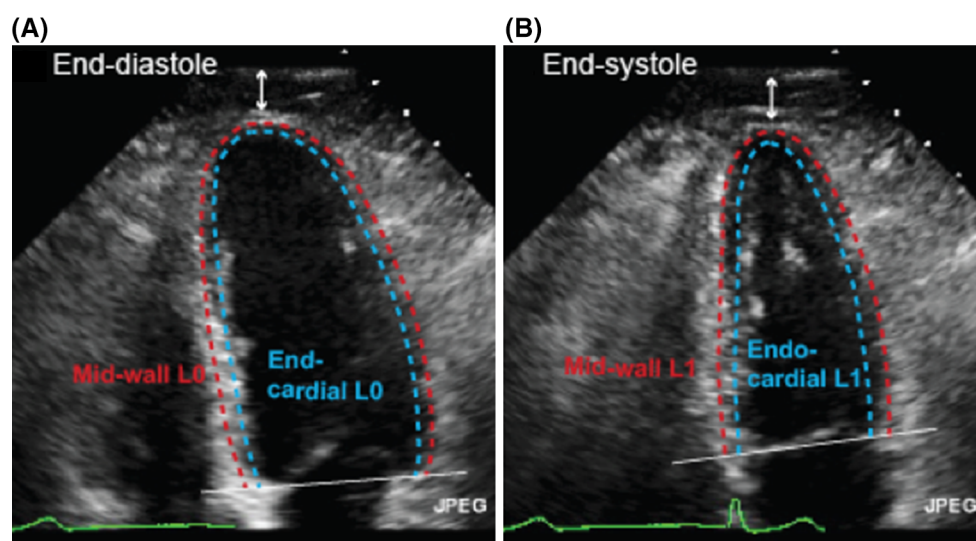 (A)
End-diastole
Mid-wall L0
End-
cardial L0
JPEG
(B)
End-systole
Mid-wall L1
Endo-
cardial L1
JPEG